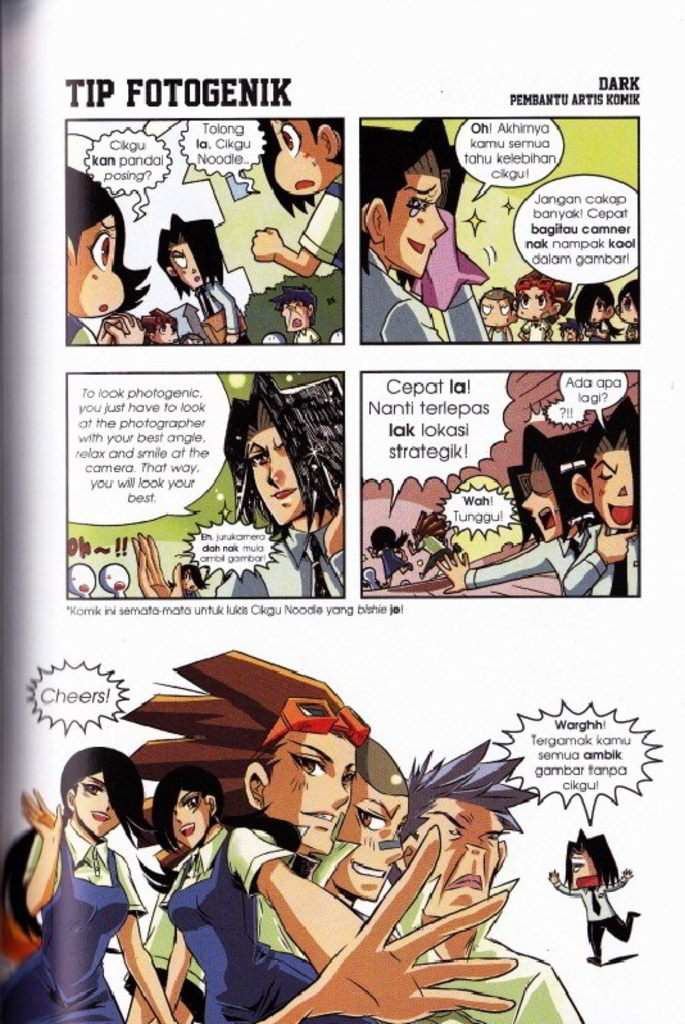 TIP FOTOGENIK
DARK
PEMBANTU ARTIS KOMIK
Cikgu
kan pandai
posing?
Tolong
la, Cikgu
Noodle..
Oh! Akhirnya
kamu semua
tahu kelebihan
cikgu!
Jangan cakap
banyak! Cepat
bagitau camner
nak nampak kool
dalam gambar!
To look photogenic,
you just have to look
at the photographer
with your best angle,
relax and smile at the
camera. That way,
you will look your
best.
Oh ~ !!
Eh, jurukamera
diah nak mula
ambil gambar!
Cepat la!
Nanti terlepas
lak lokasi
strategik!
Ada apa
lagi?
?!!
Wah!
Tunggu!
*Komik ini semata-mata untuk lukis Cikgu Noodle yang bishie je!
Cheers!
Warghh!
Tergamak kamu
semua ambik
gambar tanpa
cikgu!